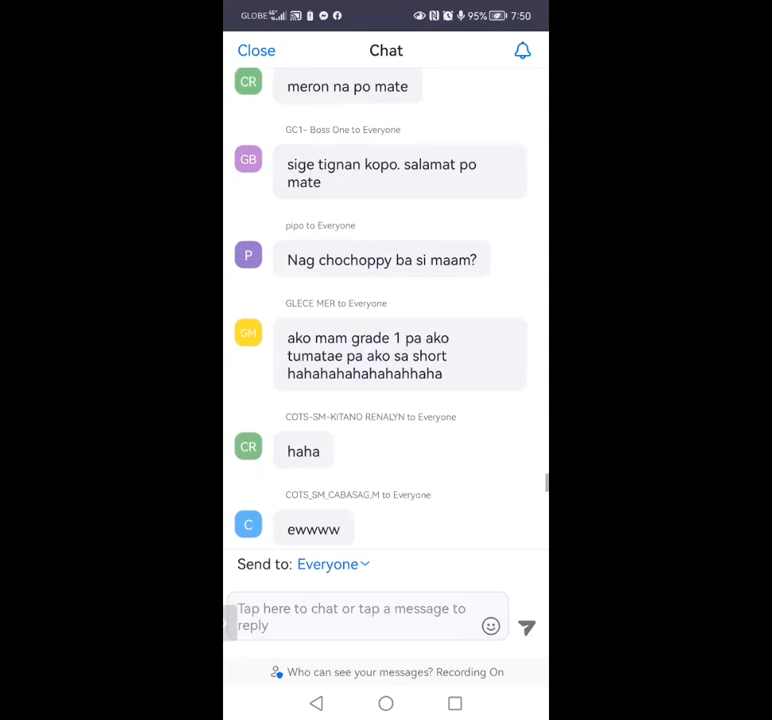 GLOBE 4G 95% 7:50
Close Chat
CR
meron na po mate
GC1- Boss One to Everyone
GB
sige tignan kopo. salamat po
mate
pipo to Everyone
P
Nag chochoppy ba si maam?
GLECE MER to Everyone
GM
ako mam grade 1 pa ako
tumatae pa ako sa short
hahahahahahahahhaha
COTS-SM-KITANO RENALYN to Everyone
CR
haha
COTS_SM_CABASAG,M to Everyone
C
ewwww
Send to: Everyone
Tap here to chat or tap a message to
reply
Who can see your messages? Recording On